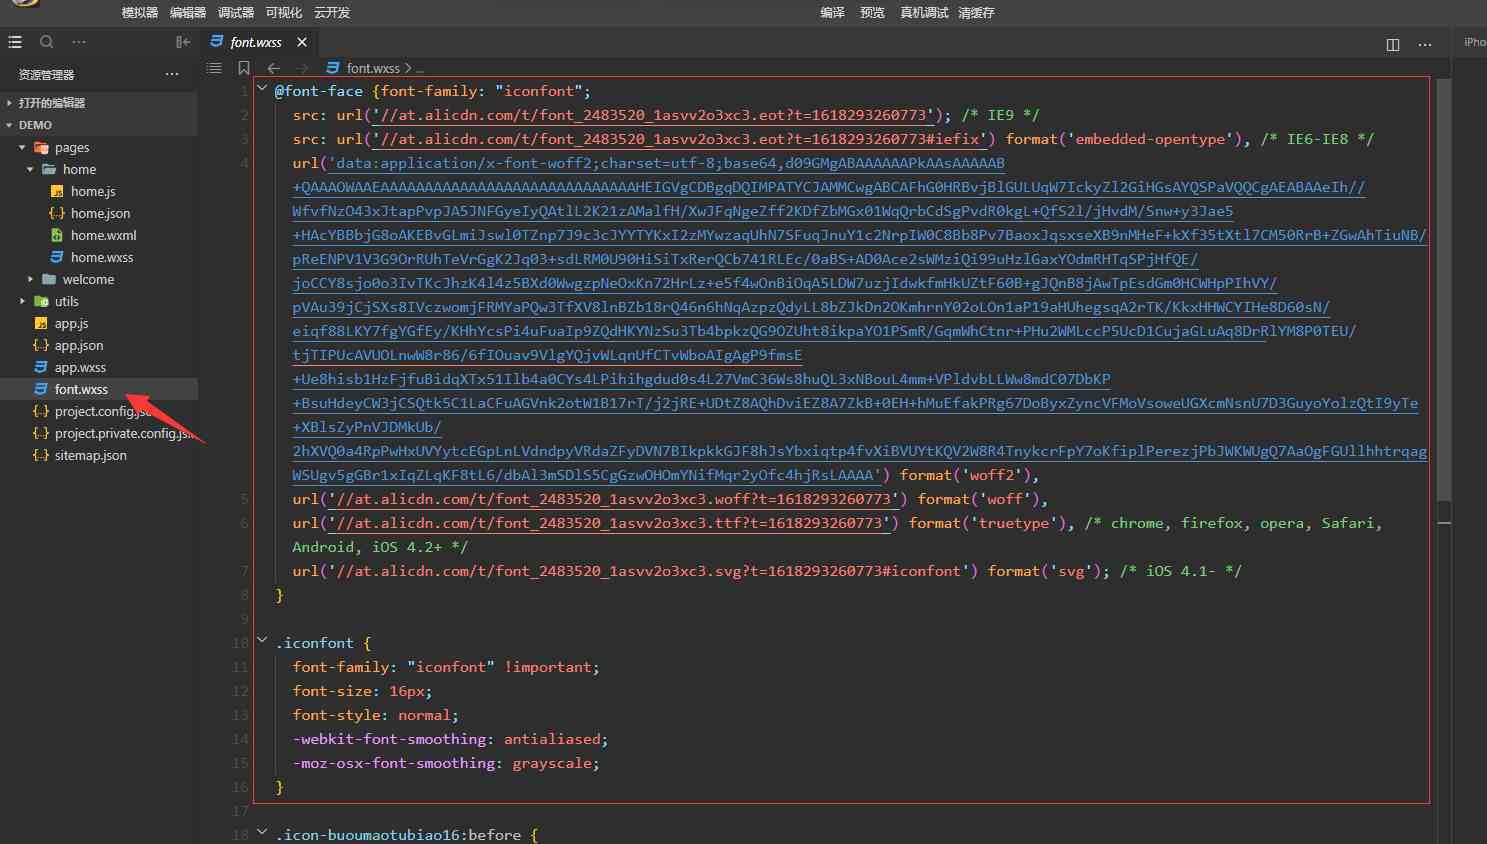 模拟器 编辑器 调试器 可视化 云开发 编译 预览 真机调试 清缓存
font.wxss
iPho
资源管理器
font.wxss > ...
打开的编辑器
DEMO
pages
home
home.js
home.json
home.wxml
home.wxss
welcome
utils
app.js
app.json
app.wxss
font.wxss
project.config.js
project.private.config.js...
sitemap.json
1 @font-face {font-family: "iconfont";
2 src: url('//at.alicdn.com/t/font_2483520_1asvv2o3xc3.eot?t=1618293260773'); /* IE9 */
3 src: url('//at.alicdn.com/t/font_2483520_1asvv2o3xc3.eot?t=1618293260773#iefix') format('embedded-opentype'), /* IE6-IE8 */
4 url('data:application/x-font-woff2;charset=utf-8;base64,d09GMgABAAAAAAPkAAsAAAAAB
+QAAAOWAAEAAAAAAAAAAAAAAAAAAAAAAAAAAAAAHEIGVgCDBgqDQIMPATYCJAMMCwgABCAFhG0HRBvjBlGULUqW7IckyZl2GiHGsAYQSPaVQQCgAEABAAeIh//
WfvfNzO43xJtapPvpJA5JNFGyeIyQAtlL2K21zAMalfH/XwJFqNgeZff2KDfZbMGx01WqQrbCdSgPvdR0kgL+QfS2l/jHvdM/Snw+y3Jae5
+HAcYBBbjG8oAKEBvGLmiJswl0TZnp7J9c3cJYYTYKxI2zMYwzaqUhN7SFuqJnuY1c2NrpIW0C8Bb8Pv7BaoxJqsxseXB9nMHeF+kXf35tXtl7CM50RrB+ZGwAhTiuNB/
pReENPV1V3G9OrRUhTeVrGgK2Jq03+sdLRM0U90HiSiTxRerQCb741RLEc/0aBS+AD0Ace2sWMziQi99uHzlGaxYOdmRHTqSPjHfQE/
joCCY8sjo0o3IvTKcJhzK4l4z5BXd0WwgzpNeOxKn72HrLz+e5f4wOnBiOqA5LDW7uzjIdwkfmHkUZtF60B+gJQnB8jAwTpEsdGm0HCWHpPIhVY/
pVAu39jCjSXs8IVczwomjFRMYaPQw3TfXV8lnBZb18rQ46n6hNqAzpzQdyLL8bZJkDn2OKmhrnY02oLOn1aP19aHUhegsqA2rTK/KkxHHWCYIHe8D60sN/
eiqf88LKY7fgYGfEy/KHhYcsPi4uFuaIp9ZQdHKYNzSu3Tb4bpkzQG9OZUht8ikpaYO1PSmR/GqmWhCtnr+PHu2WMLccP5UcD1CujaGLuAq8DrRlYM8P0TEU/
tjTIPUcAVUOLnwW8r86/6fIOuav9VlgYQjvWLqnUfCTvWboAIgAgP9fmsE
+Ue8hisb1HzFjfuBidqXTx51Ilb4a0CYs4LPihihgdud0s4L27VmC36Ws8huQL3xNBouL4mm+VPldvbLLWw8mdC07DbKP
+BsuHdeyCW3jCSQtk5C1LaCFuAGVnk2otW1B17rT/j2jRE+UDtZ8AQhDviEZ8A7ZkB+0EH+hMuEfakPRg67DoByxZyncVFMoVsoweUGXcmNsnU7D3GuyoYolzQtI9yTe
+XBlsZyPnVJDMkUb/
2hXVQ0a4RpPwHxUVYytcEGpLnLVdndpyVRdaZFyDVN7BIkpkkGJF8hJsYbxiqtp4fvXiBVUYtKQV2W8R4TnykcrFpY7oKfiplPerezjPbJWKWUgQ7AaOgFGUllhhtrqag
WSUgv5gGBr1xIqZLqKF8tL6/dbAl3mSDlS5CgGzwOHOmYNifMqr2yOfc4hjRsLAAAA') format('woff2'),
5 url('//at.alicdn.com/t/font_2483520_1asvv2o3xc3.woff?t=1618293260773') format('woff'),
6 url('//at.alicdn.com/t/font_2483520_1asvv2o3xc3.ttf?t=1618293260773') format('truetype'), /* chrome, firefox, opera, Safari,
Android, iOS 4.2+ */
7 url('//at.alicdn.com/t/font_2483520_1asvv2o3xc3.svg?t=1618293260773#iconfont') format('svg'); /* iOS 4.1- */
8 }
9
10 .iconfont {
11 font-family: "iconfont" !important;
12 font-size: 16px;
13 font-style: normal;
14 -webkit-font-smoothing: antialiased;
15 -moz-osx-font-smoothing: grayscale;
16 }
17
18 .icon-buoumaotubiao16:before {